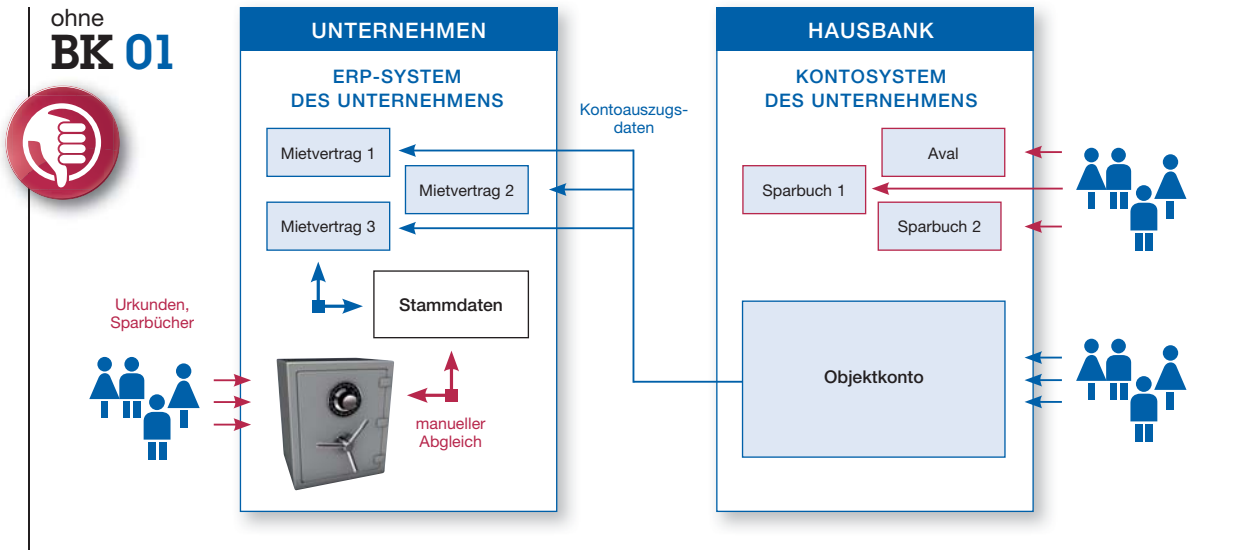 ohne
BK 01
UNTERNEHMEN
ERP-SYSTEM
DES UNTERNEHMENS
Mietvertrag 1
Mietvertrag 2
Mietvertrag 3
Stammdaten
Urkunden,
Sparbücher
manueller
Abgleich
Kontoauszugs-
daten
HAUSBANK
KONTOSYSTEM
DES UNTERNEHMENS
Aval
Sparbuch 1
Sparbuch 2
Objektkonto